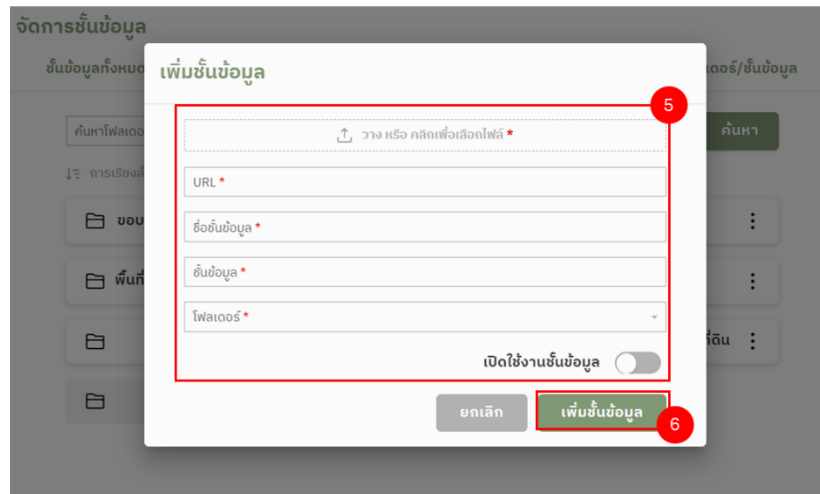 จัดการชั้นข้อมูล
ชั้นข้อมูลทั้งหมด
เพิ่มชั้นข้อมูล
เดอร์/ชั้นข้อมูล
5
ค้นหาโฟลเดอ
วาง หรือ คลิกเพื่อเลือกไฟล์ *
ค้นหา
การเรียงลำ
URL *
ขอบ
ชื่อชั้นข้อมูล *
พื้นที่
ชั้นข้อมูล *
โฟลเดอร์ *
ที่ดิน
เปิดใช้งานชั้นข้อมูล
ยกเลิก
เพิ่มชั้นข้อมูล
6